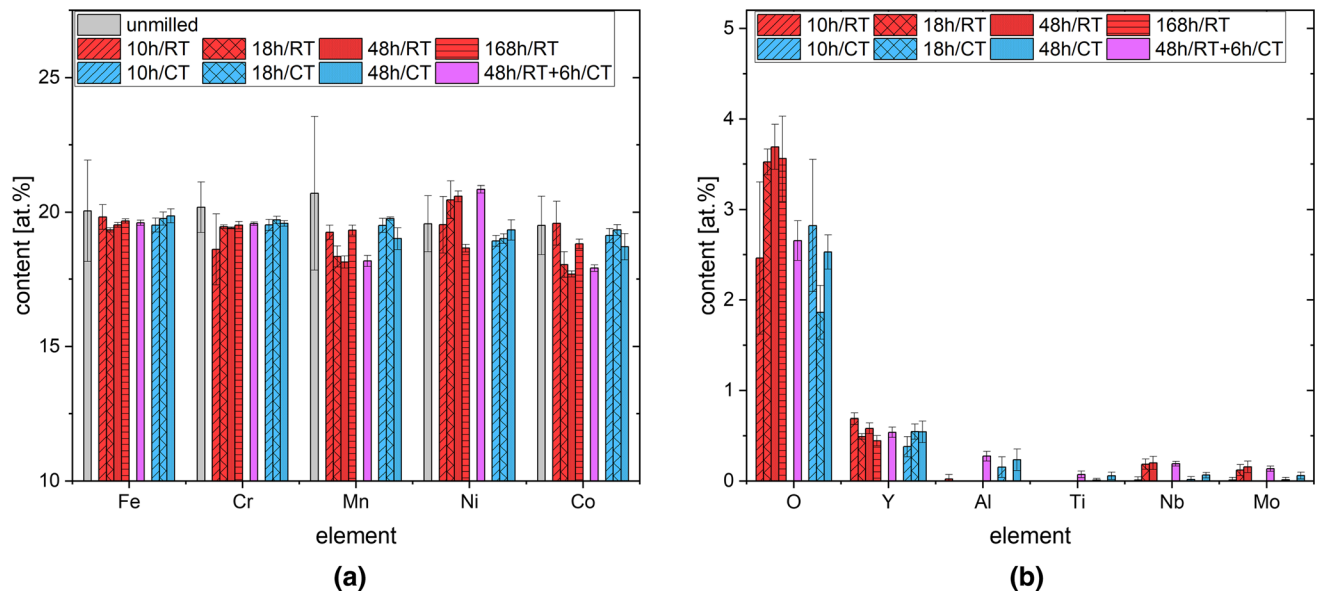 unmilled
10h/RT 18h/RT 48h/RT 168h/RT
10h/CT 18h/CT 48h/CT 48h/RT+6h/CT
25
20
15
10
content [at.%]
Fe Cr Mn Ni Co
element
(a)
10h/RT 18h/RT 48h/RT 168h/RT
10h/CT 18h/CT 48h/CT 48h/RT+6h/CT
5
4
3
2
1
0
content [at.%]
O Y Al Ti Nb Mo
element
(b)